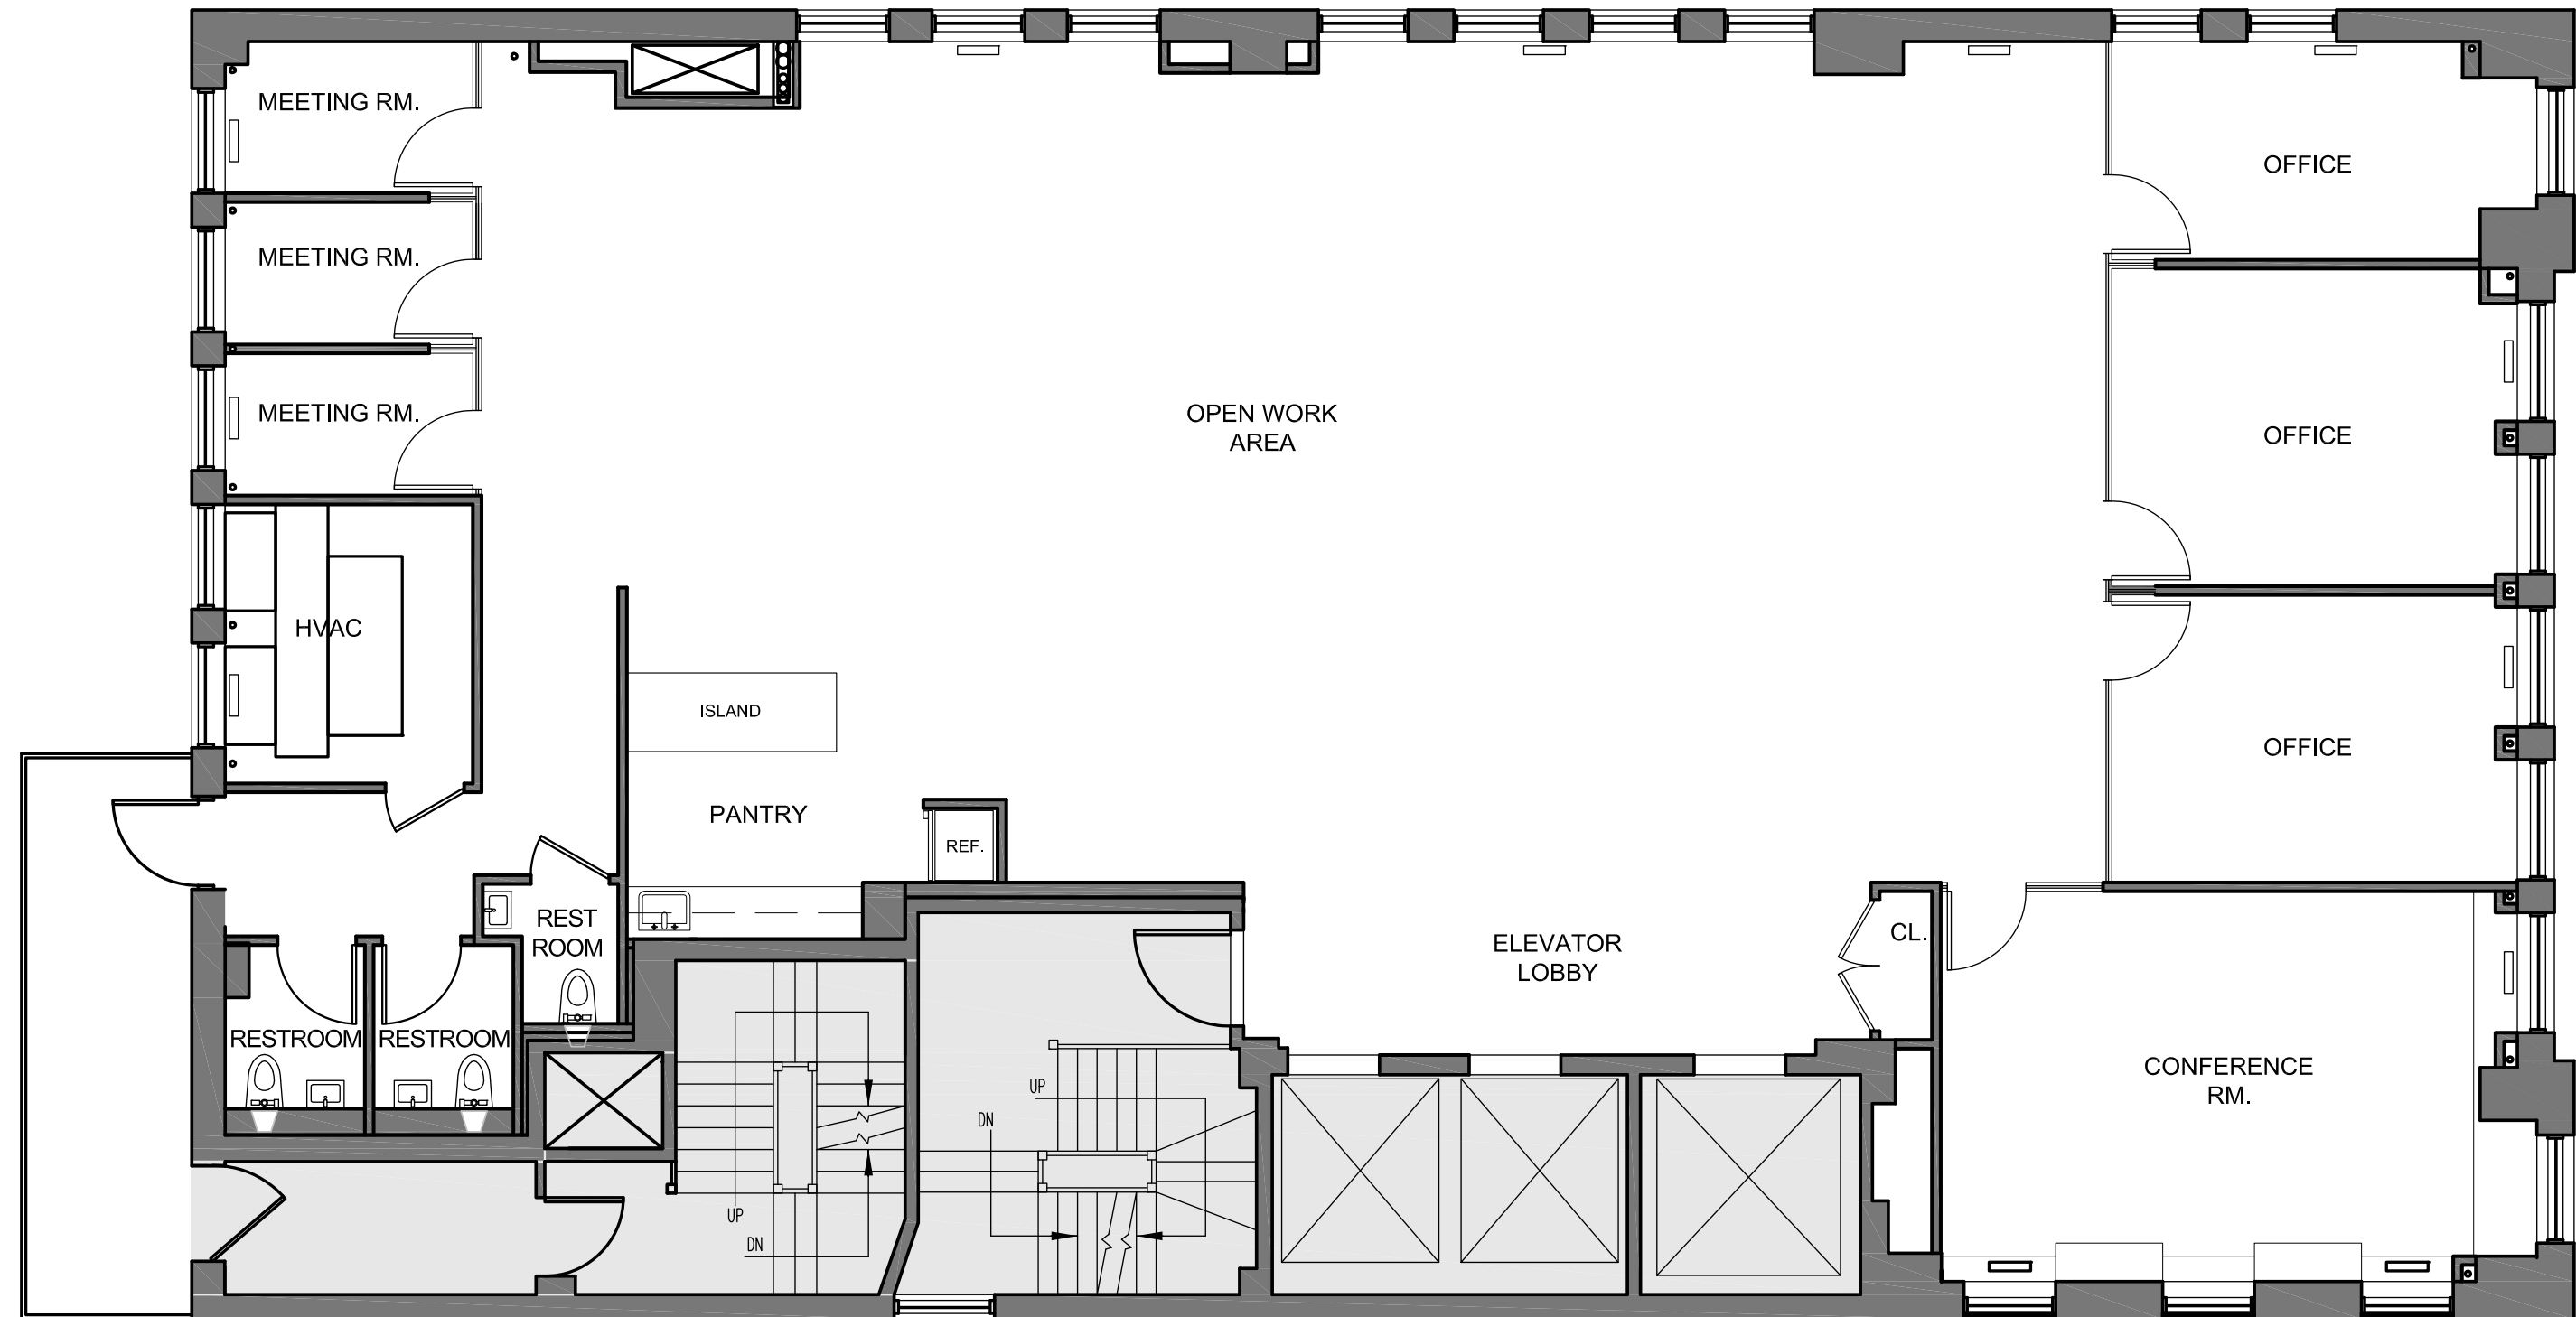 MEETING RM.
OFFICE
MEETING RM.
MEETING RM.
OPEN WORK
AREA
OFFICE
HVAC
ISLAND
OFFICE
PANTRY
REF.
REST
ROOM
CL.
ELEVATOR
LOBBY
RESTROOM
RESTROOM
CONFERENCE
RM.
UP
DN
UP
DN